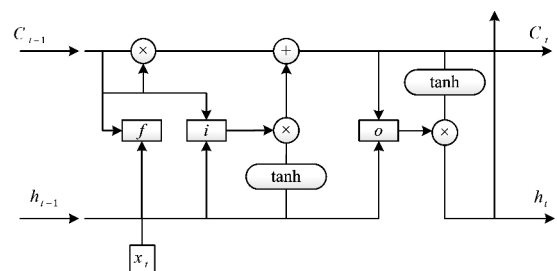 C_{t-1}
×
+
C_t
tanh
f
i
×
o
×
tanh
h_{t-1}
h_t
x_t